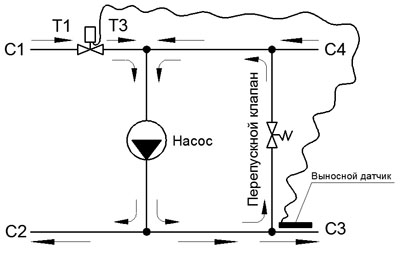 T1 T3
C1 C4
Насос
Перепускной клапан
Выносной датчик
C2 C3